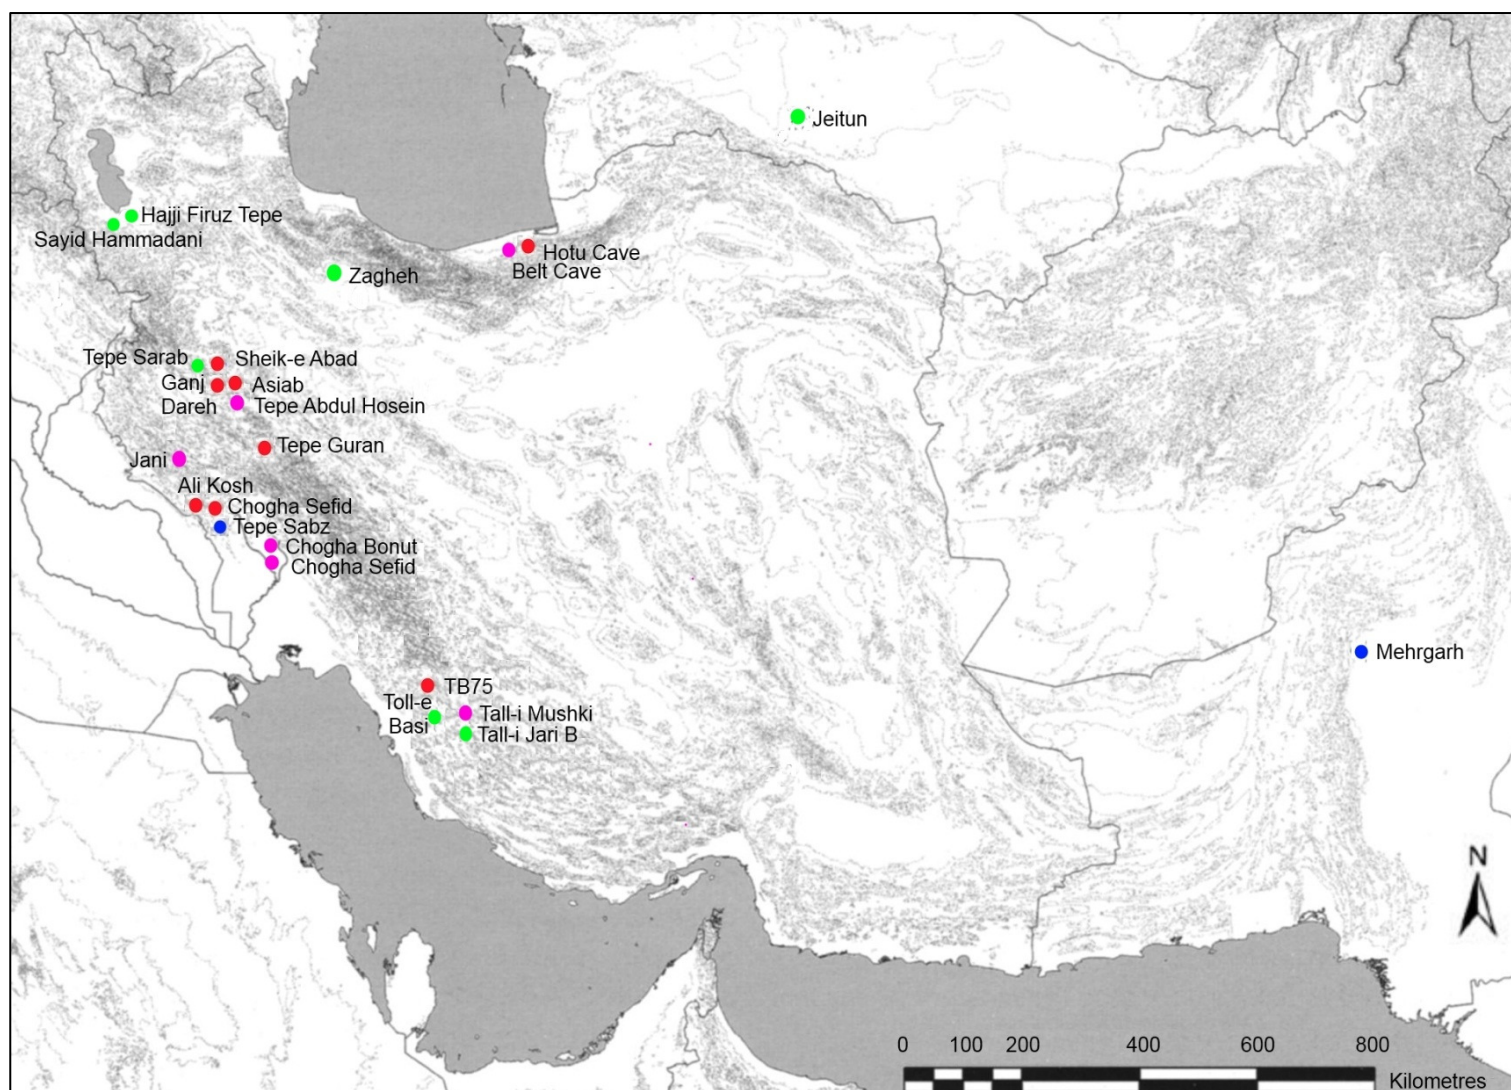 Jeitun
Hajji Firuz Tepe
Sayid Hammadani
Hotu Cave
Belt Cave
Zagheh
Tepe Sarab
Sheik-e Abad
Ganj
Dareh
Asiab
Tepe Abdul Hosein
Tepe Guran
Jani
Ali Kosh
Chogha Sefid
Tepe Sabz
Chogha Bonut
Chogha Sefid
Mehrgarh
TB75
Toll-e
Basi
Tall-i Mushki
Tall-i Jari B
N
0 100 200 400 600 800
Kilometres